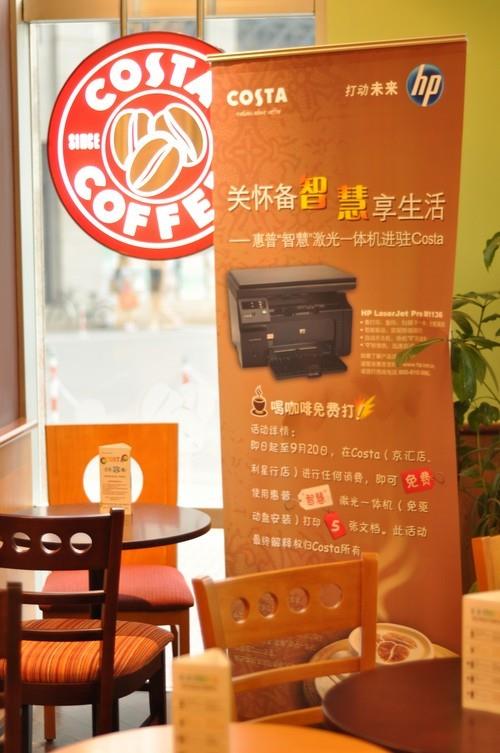 COSTA
SINCE
COFFEE
COSTA
打动未来
hp
关怀备智慧享生活
——惠普"智慧"激光一体机进驻Costa
HP LaserJet Pro M1136
喝咖啡免费打!
活动详情:
即日起至9月20日,在Costa(京汇店、
利星行店)进行任何消费,即可免费
使用惠普智慧激光一体机(免驱
动盘安装)打印5张文档。此活动
最终解释权归Costa所有
COSTA